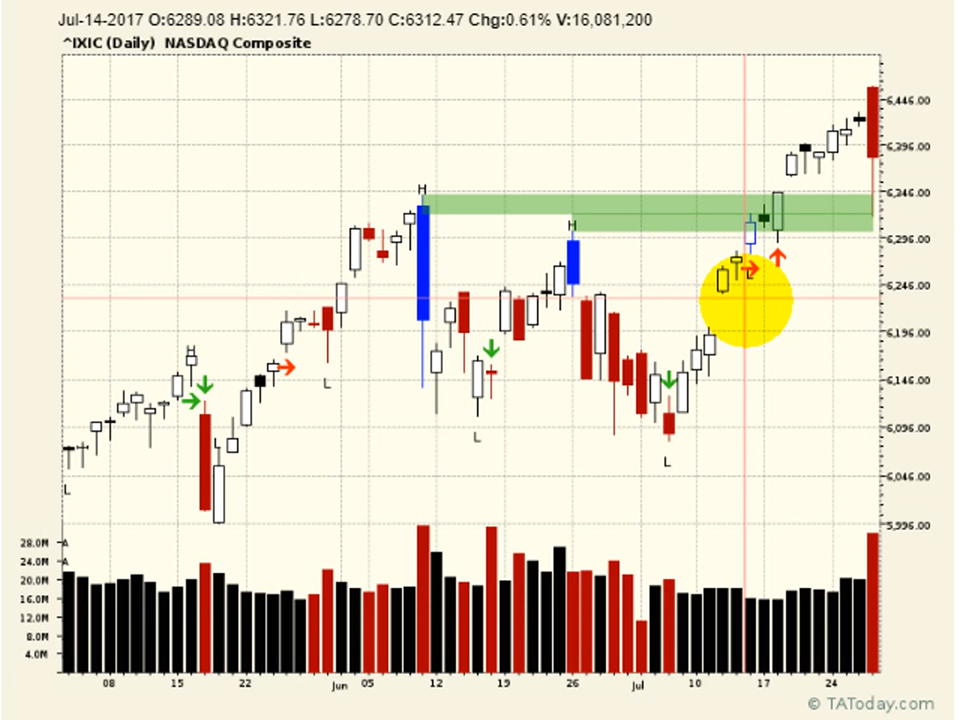 Jul-14-2017 O:6289.08 H:6321.76 L:6278.70 C:6312.47 Chg:0.61% V:16,081,200
^IXIC (Daily) NASDAQ Composite
6,446.00
6,396.00
6,346.00
H
H
6,296.00
L
6,246.00
6,196.00
H
L
6,146.00
6,096.00
L
L
L
6,046.00
L
5,996.00
28.0M
A
24.0M
A
20.0M
16.0M
12.0M
8.0M
4.0M
08 15 22 Jun 05 12 19 26 Jul 10 17 24
© TAToday.com